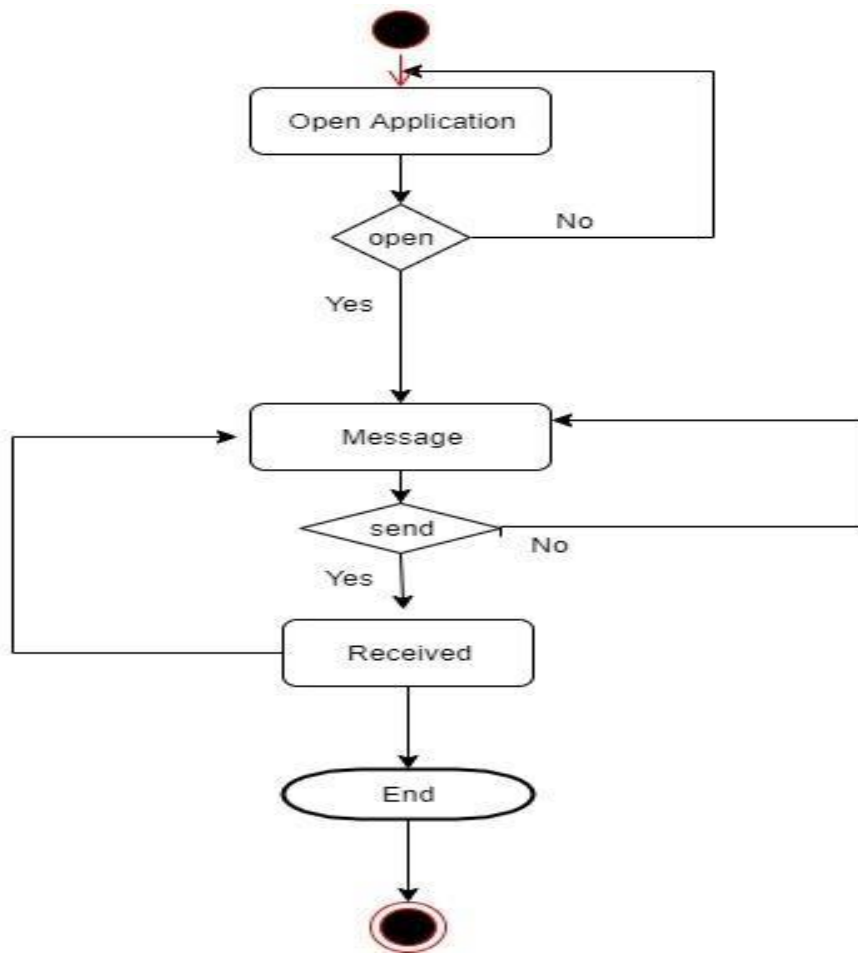 Open Application
open
No
Yes
Message
send
No
Yes
Received
End